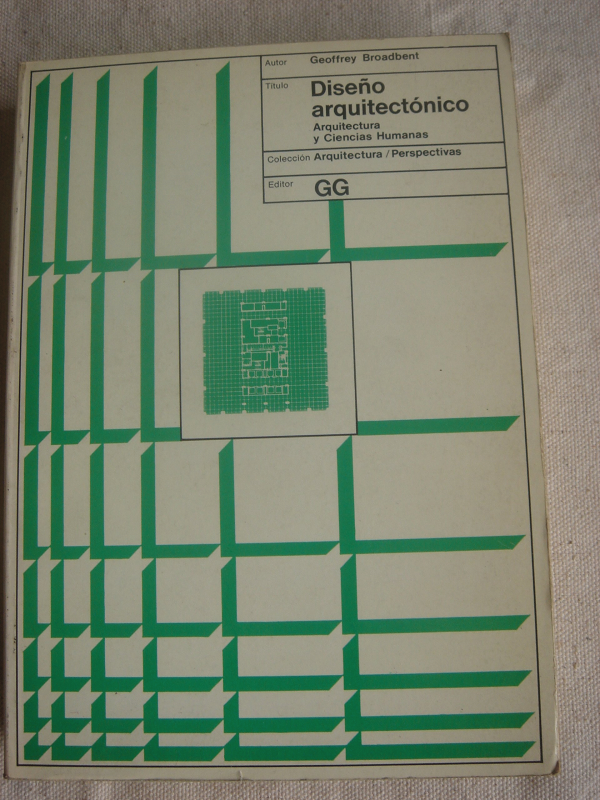 Autor Geoffrey Broadbent
Título Diseño
arquitectónico
Arquitectura
y Ciencias Humanas
Colección Arquitectura / Perspectivas
Editor GG